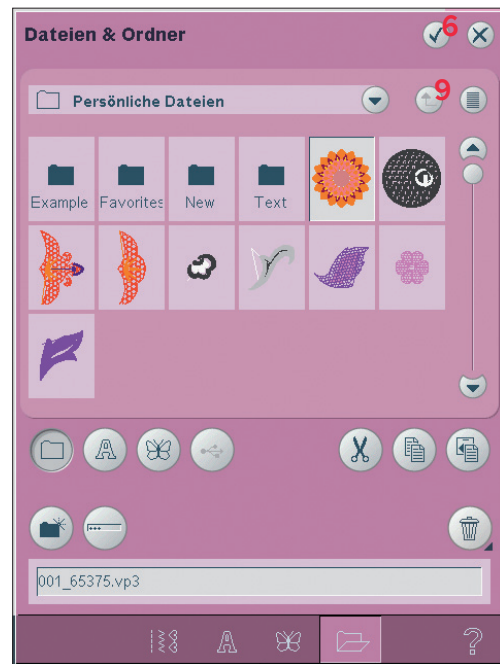 Dateien & Ordner
6
9
Persönliche Dateien
Example Favorites New Text
001_65375.vp3